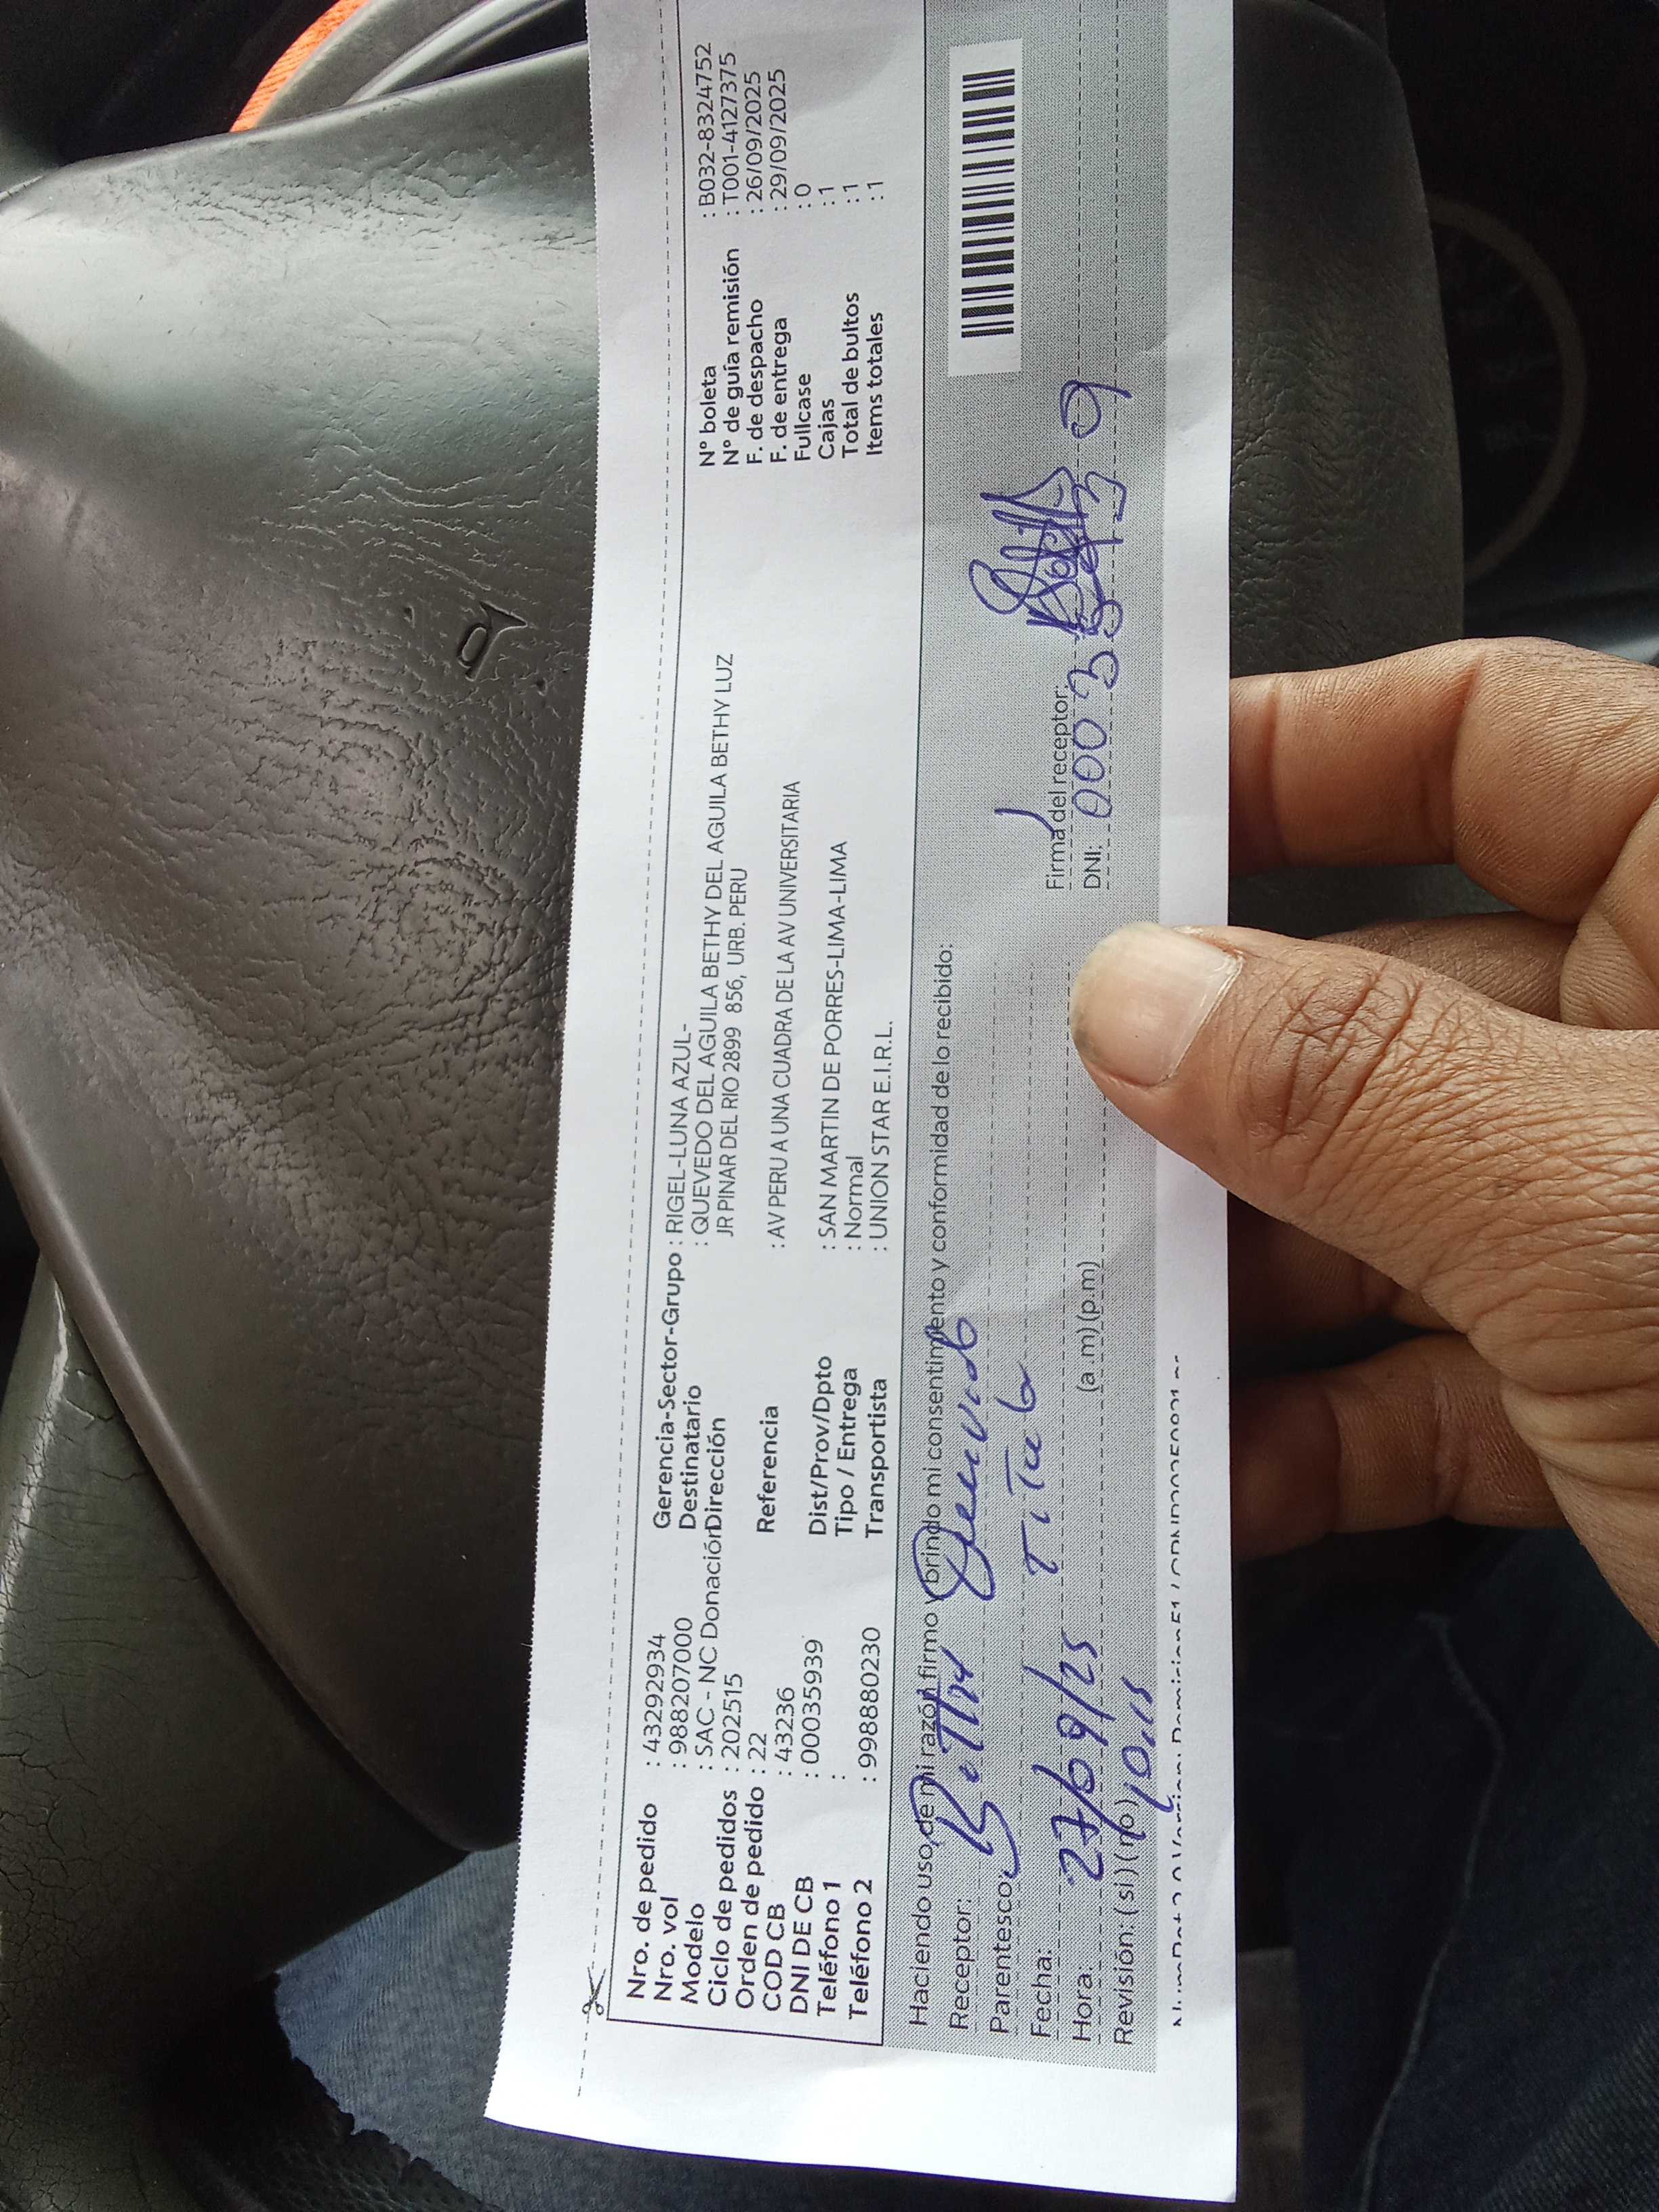 Nro. de pedido : 43292934
Nro. vol : 988207000
Modelo : SAC - NC Donación
Ciclo de pedidos : 202515
Orden de pedido : 22
COD CB : 43236
DNI DE CB : 00035939
Teléfono 1 :
Teléfono 2 : 998880230
Gerencia-Sector-Grupo : RIGEL-LUNA AZUL-
Destinatario : QUEVEDO DEL AGUILA BETHY DEL AGUILA BETHY LUZ
Dirección JR PINAR DEL RIO 2899 856, URB. PERU
Referencia : AV PERU A UNA CUADRA DE LA AV UNIVERSITARIA
Dist/Prov/Dpto : SAN MARTIN DE PORRES-LIMA-LIMA
Tipo / Entrega : Normal
Transportista : UNION STAR E.I.R.L.
N° boleta : B032-8324752
N° de guía remisión : T001-4127375
F. de despacho : 26/09/2025
F. de entrega : 29/09/2025
Fullcase : 0
Cajas : 1
Total de bultos : 1
Items totales : 1
Haciendo uso de mi razón firmo y brindo mi consentimiento y conformidad de lo recibido:
Receptor: Bethy Quevedo
Parentesco: Titulo
Fecha: 27/09/25
Hora: (a.m) (p.m)
Revisión: (si) (no)
Firma del receptor:
DNI: 0003